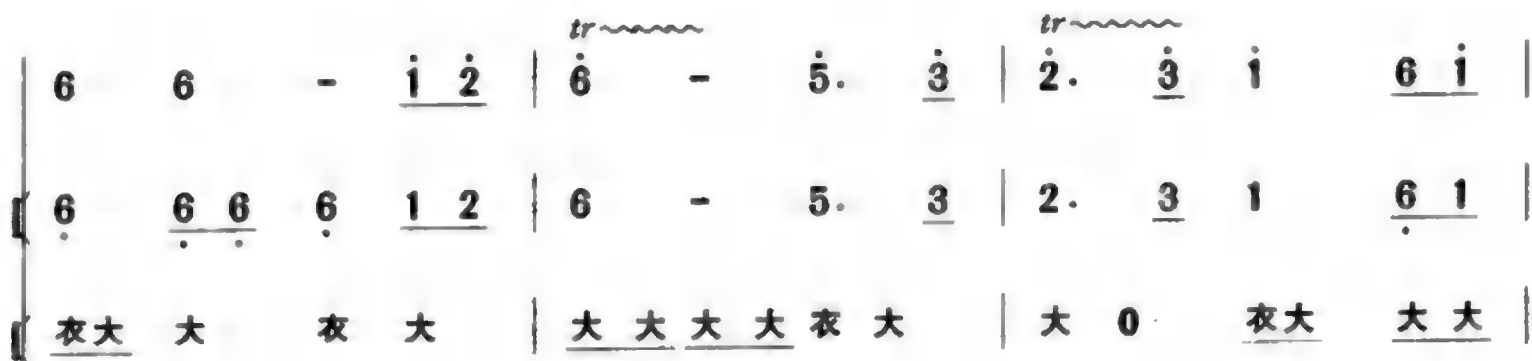 tr tr
6 6 - 1̇ 2̇ | 6̇ - 5̇. 3̇ | 2̇. 3̇ 1̇ 6 1̇ |
6̣ 6̣ 6̣ 6̣ 1 2 | 6 - 5. 3 | 2. 3 1 6̣ 1 |
衣大 大 衣 大 | 大 大 大 大 衣 大 | 大 0 衣大 大大 |